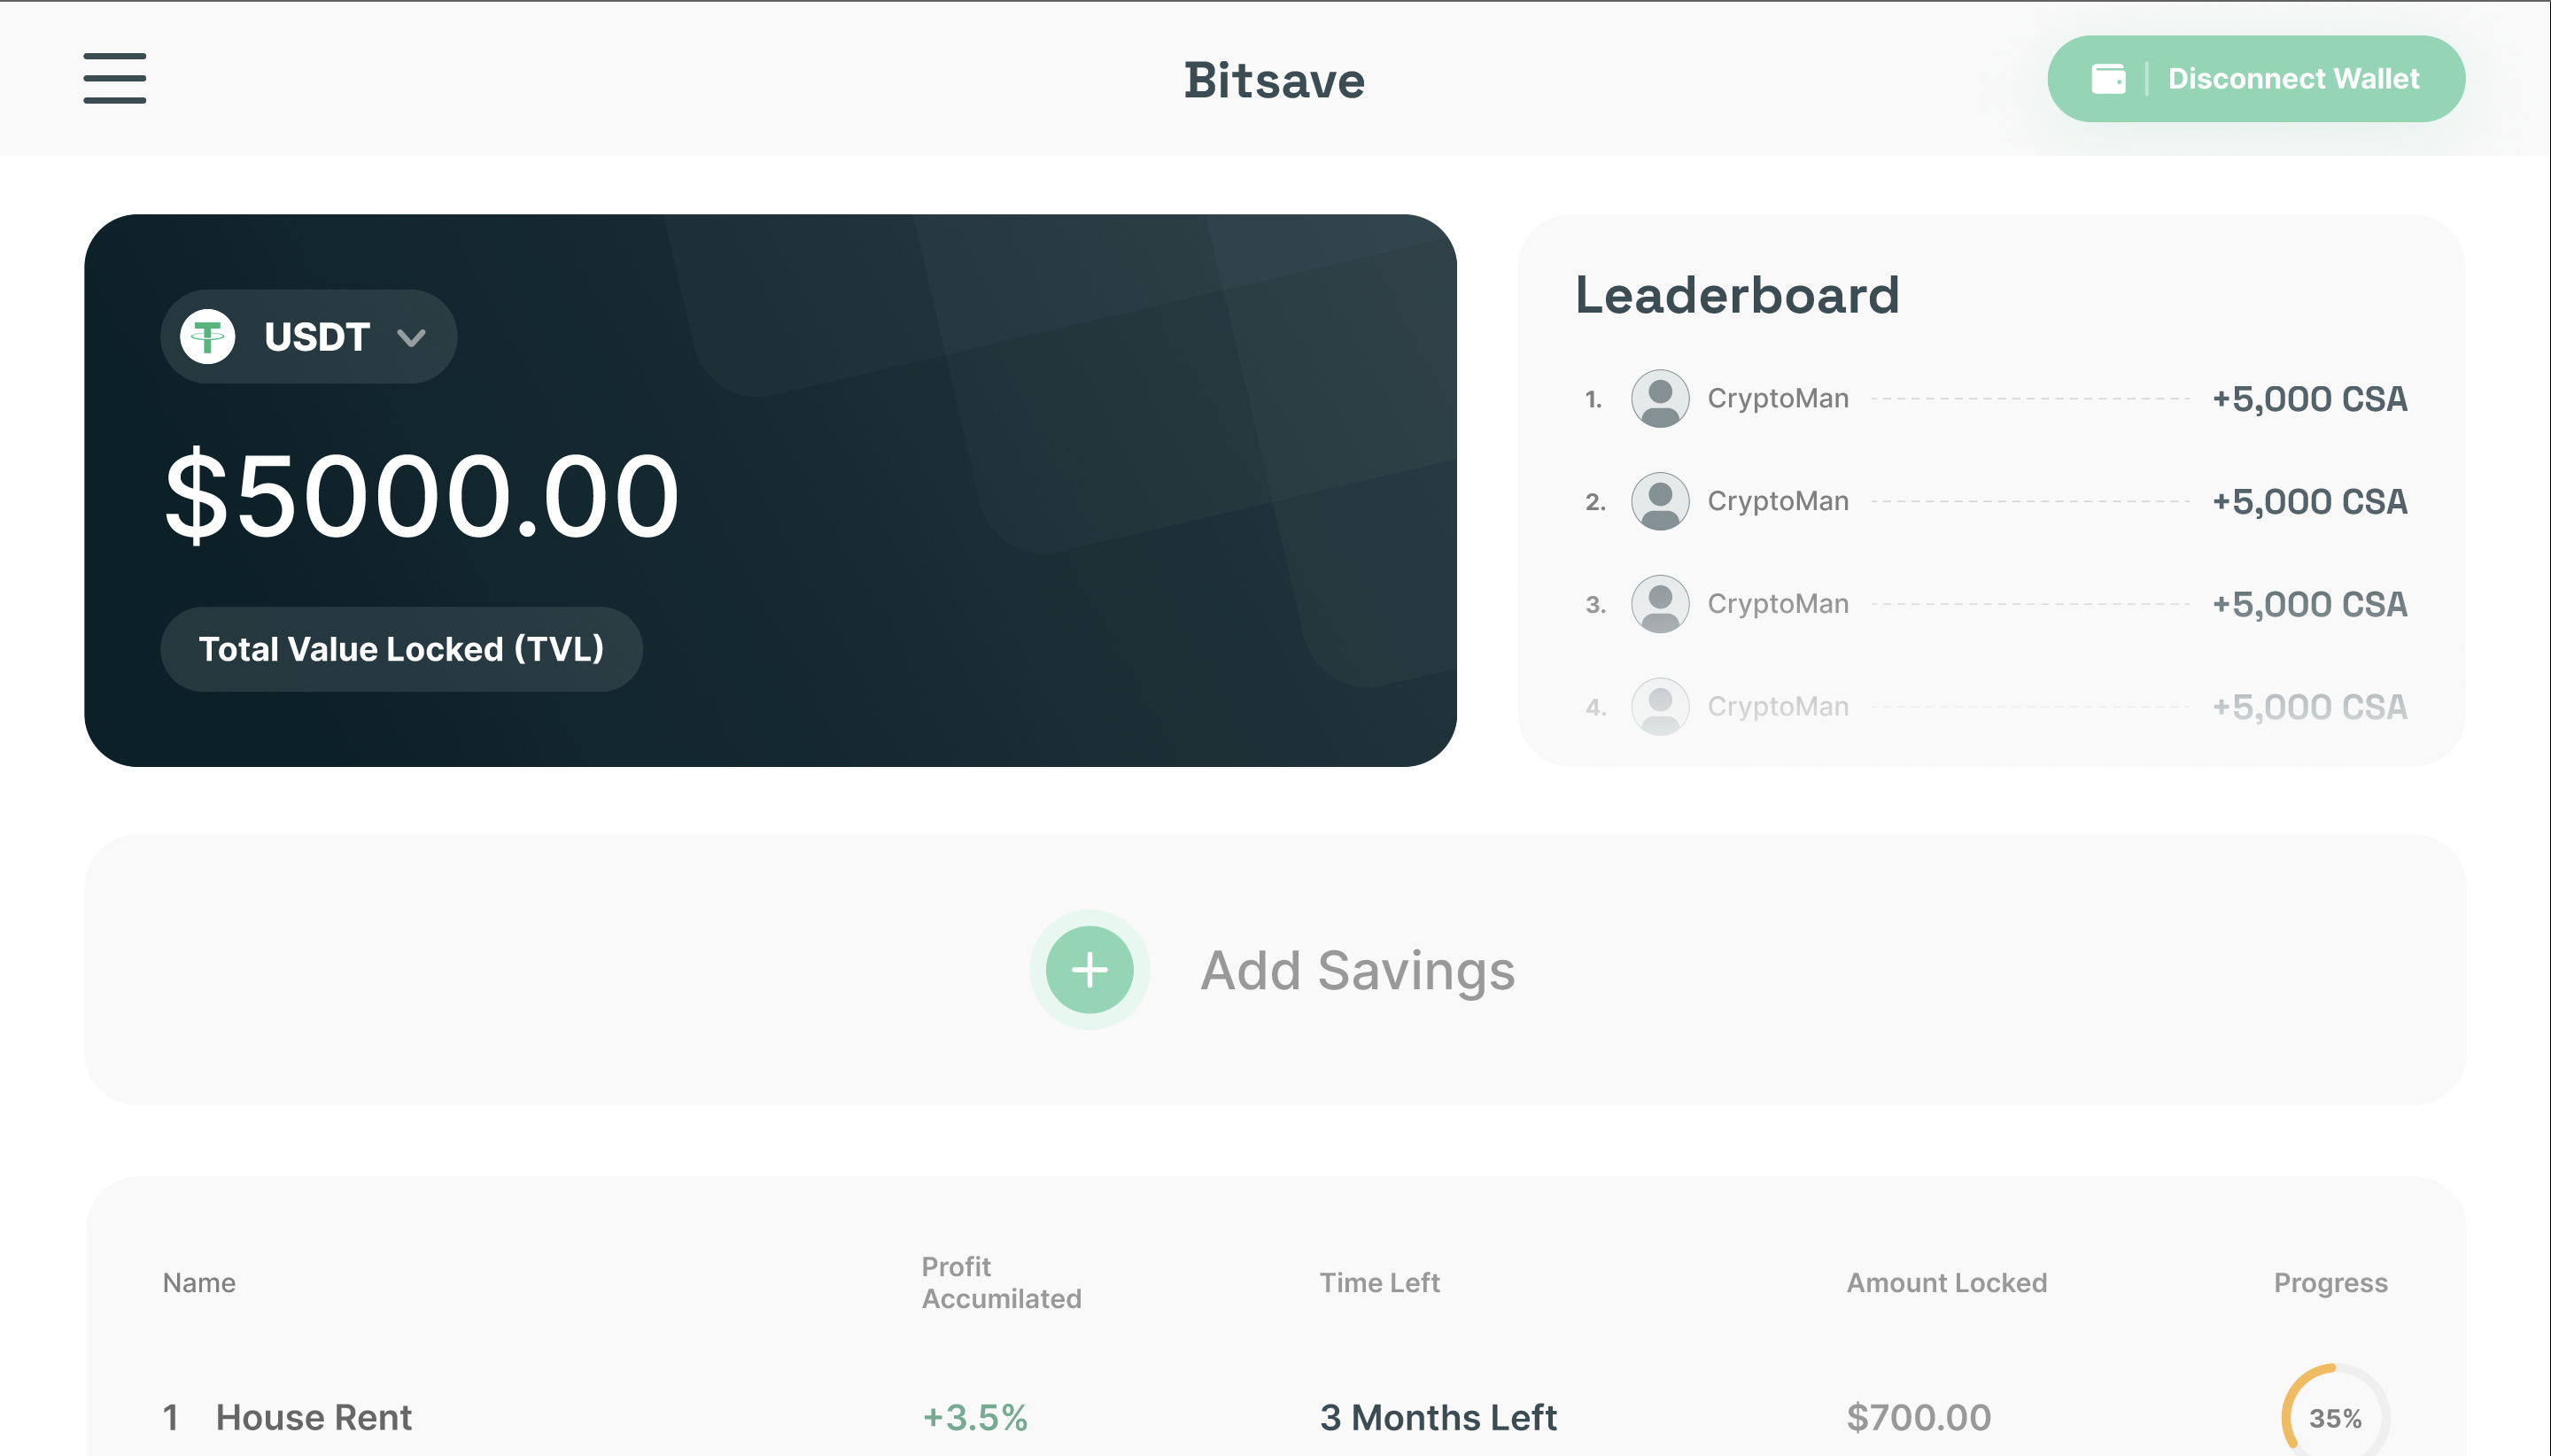 Bitsave
Disconnect Wallet
USDT
$5000.00
Total Value Locked (TVL)
Leaderboard
1. CryptoMan +5,000 CSA
2. CryptoMan +5,000 CSA
3. CryptoMan +5,000 CSA
4. CryptoMan +5,000 CSA
Add Savings
Name
Profit
Accumilated
Time Left
Amount Locked
Progress
1 House Rent +3.5% 3 Months Left $700.00 35%